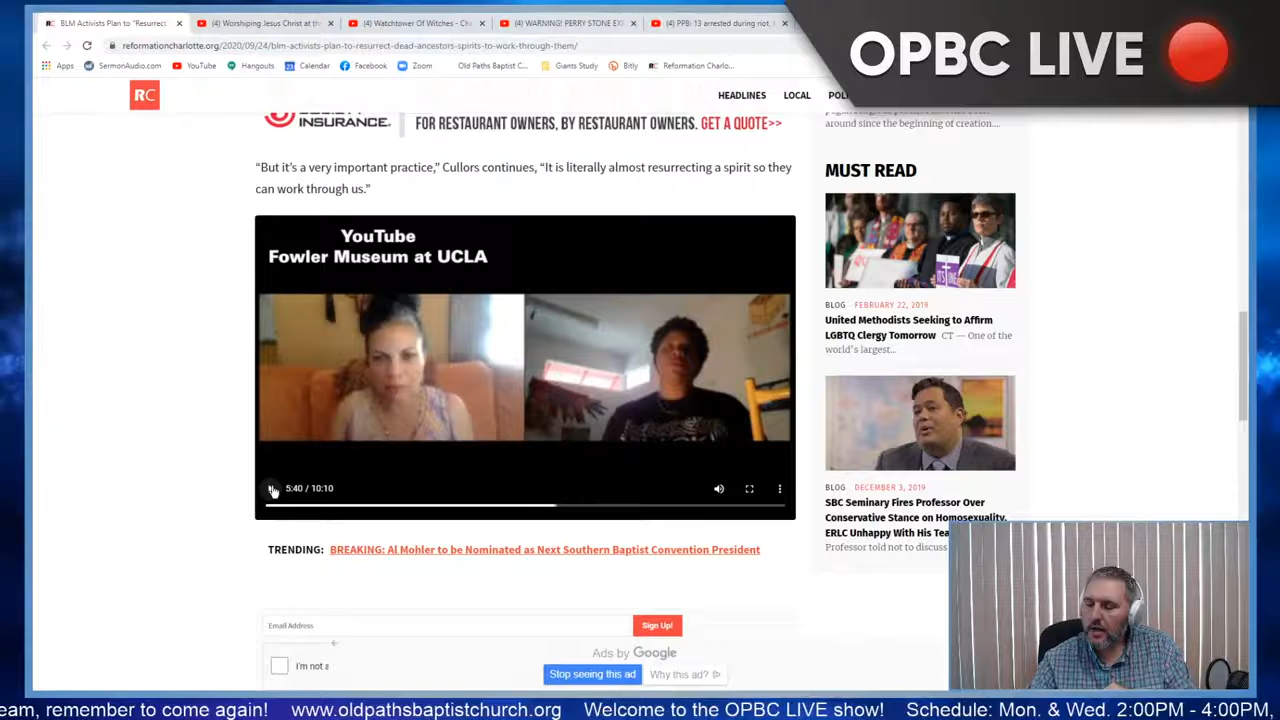 BLM Activists Plan to "Resurrect
(4) Worshiping Jesus Christ at the
(4) Watchtower Of Witches - Cha
(4) WARNING! PERRY STONE EX
(4) PPB: 13 arrested during riot,
reformationcharlotte.org/2020/09/24/blm-activists-plan-to-resurrect-dead-ancestors-spirits-to-work-through-them/
Apps
SermonAudio.com
YouTube
Hangouts
Calendar
Facebook
Zoom
Old Paths Baptist C...
Giants Study
Bitly
Reformation Charlo...
OPBC LIVE
RC
HEADLINES
LOCAL
INSURANCE.
FOR RESTAURANT OWNERS, BY RESTAURANT OWNERS. GET A QUOTE>>
around since the beginning of creation....
“But it’s a very important practice,” Cullors continues, “It is literally almost resurrecting a spirit so they
can work through us.”
YouTube
Fowler Museum at UCLA
5:40 / 10:10
TRENDING: BREAKING: Al Mohler to be Nominated as Next Southern Baptist Convention President
MUST READ
BLOG FEBRUARY 22, 2019
United Methodists Seeking to Affirm
LGBTQ Clergy Tomorrow CT — One of the
world's largest...
BLOG DECEMBER 3, 2019
SBC Seminary Fires Professor Over
Conservative Stance on Homosexuality,
ERLC Unhappy With His
Professor told not to discuss
Email Address
Sign Up!
I'm not a
Ads by Google
Stop seeing this ad
Why this ad?
eam, remember to come again! www.oldpathsbaptistchurch.org Welcome to the OPBC LIVE show! Schedule: Mon. & Wed. 2:00PM - 4:00PM,